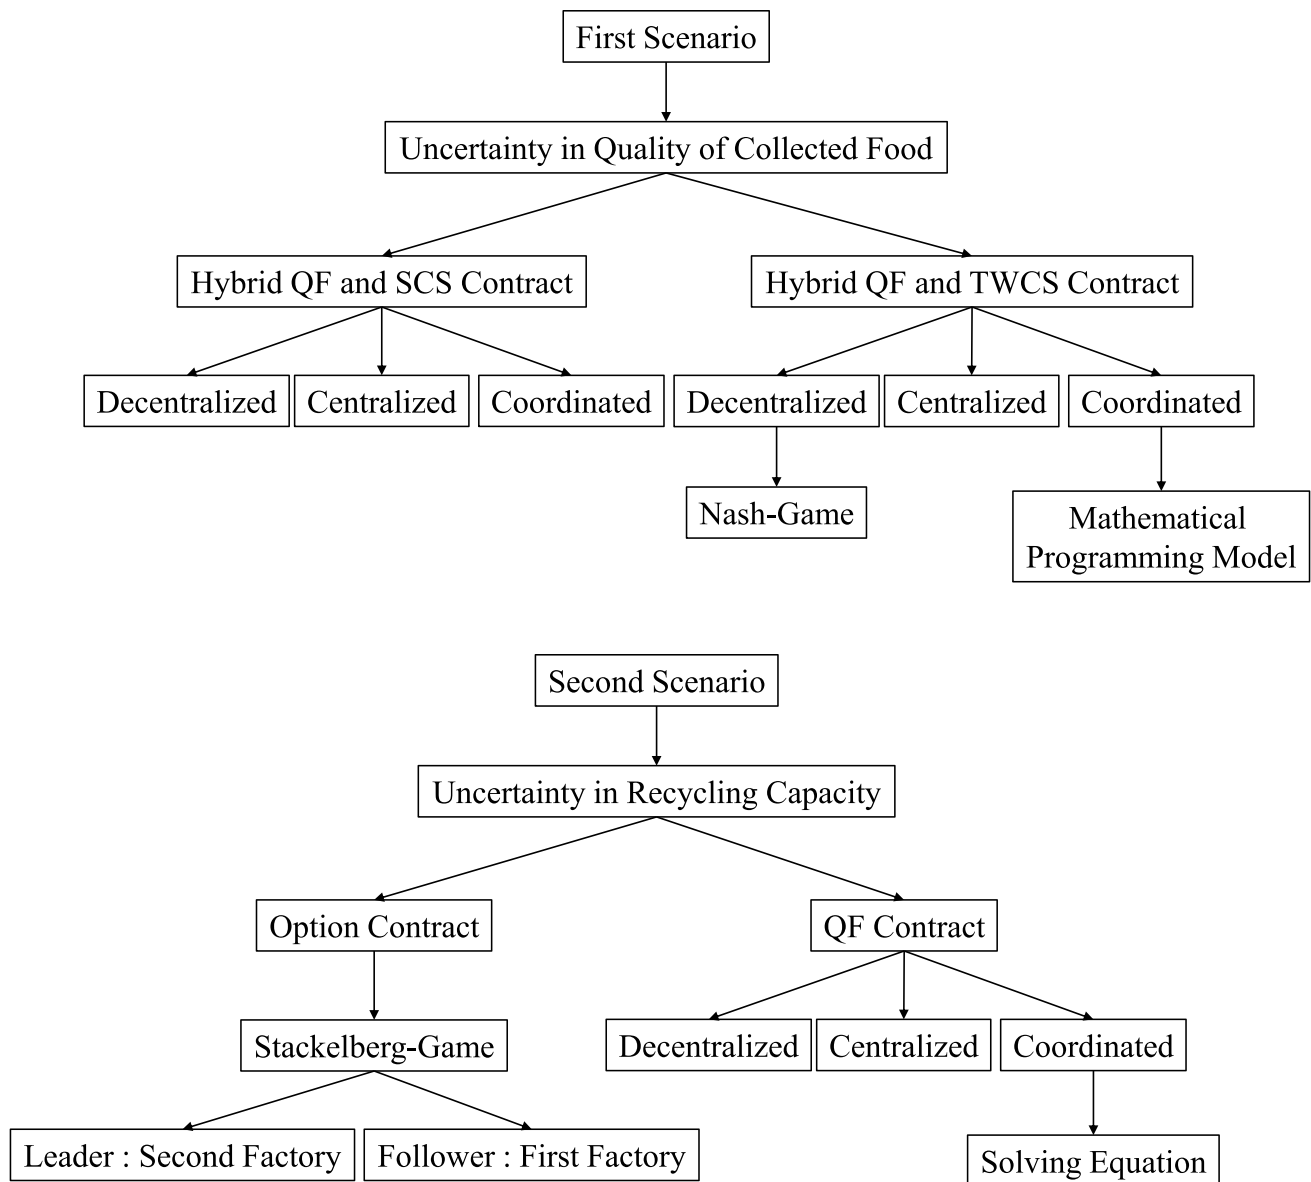 First Scenario
Uncertainty in Quality of Collected Food
Hybrid QF and SCS Contract
Hybrid QF and TWCS Contract
Decentralized
Centralized
Coordinated
Decentralized
Centralized
Coordinated
Nash-Game
Mathematical
Programming Model
Second Scenario
Uncertainty in Recycling Capacity
Option Contract
QF Contract
Stackelberg-Game
Decentralized
Centralized
Coordinated
Leader : Second Factory
Follower : First Factory
Solving Equation